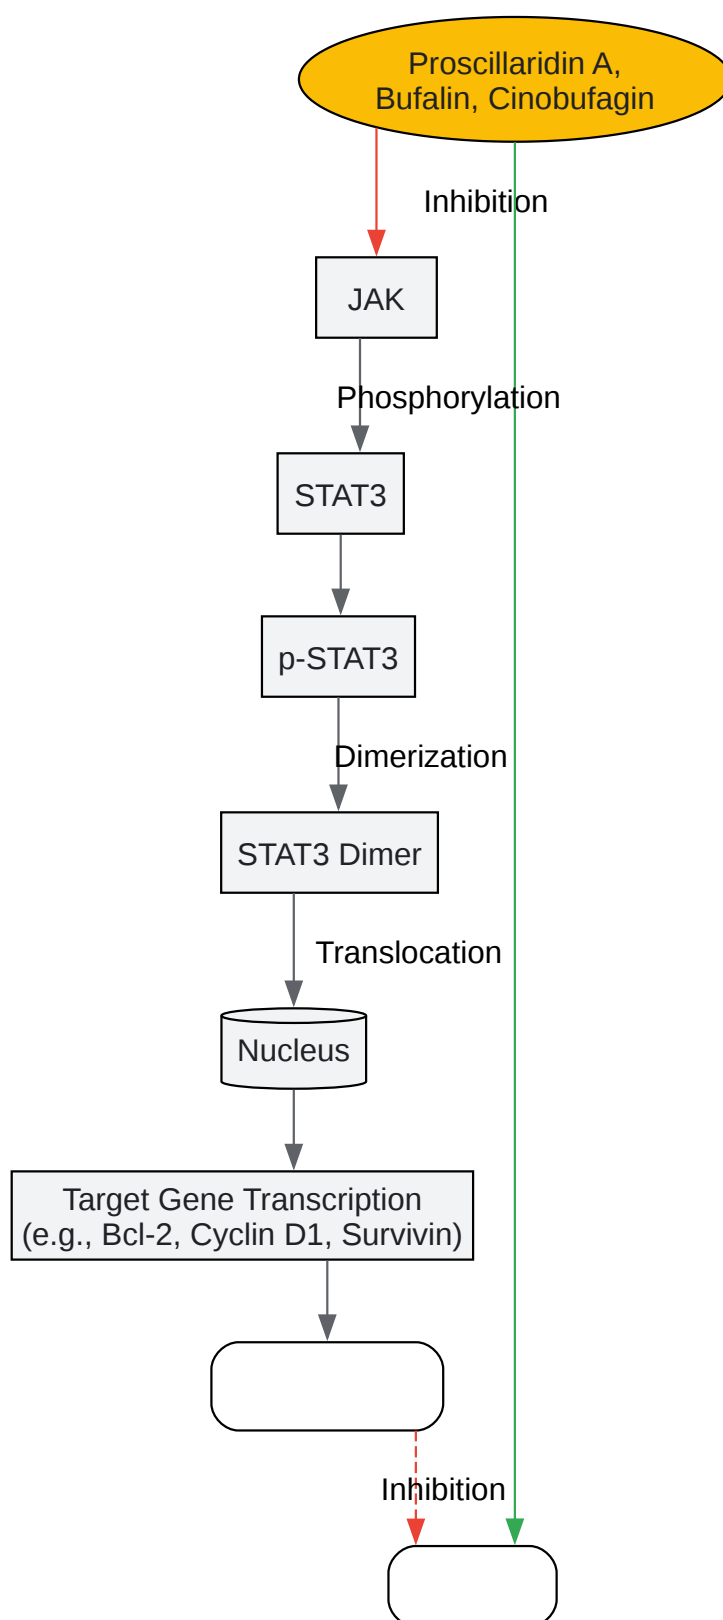 Proscillaridin A,
Bufalin, Cinobufagin
Inhibition
JAK
Phosphorylation
STAT3
p-STAT3
Dimerization
STAT3 Dimer
Translocation
Nucleus
Target Gene Transcription
(e.g., Bcl-2, Cyclin D1, Survivin)
Inhibition